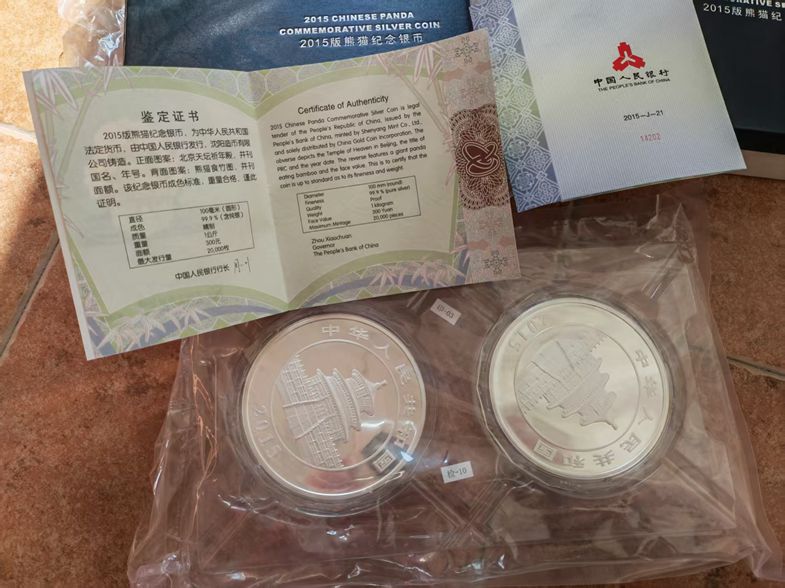 2015 CHINESE PANDA
COMMEMORATIVE SILVER COIN
2015版熊猫纪念银币
2015版熊猫纪
中国人民银行
THE PEOPLE'S BANK OF CHINA
2015-J-21
14202
鉴定证书
2015版熊猫纪念银币，为中华人民共和国
法定货币，由中国人民银行发行，沈阳造币有限
公司铸造。正面图案：北京天坛祈年殿，并刊
国名、年号。背面图案：熊猫食竹图，并刊
面额。该纪念银币成色标准，重量合格，谨此
证明。
直径 100毫米（圆形）
成色 99.9％（含纯银）
质量 精制
重量 1公斤
面额 300元
最大发行量 20,000枚
中国人民银行行长
Certificate of Authenticity
2015 Chinese Panda Commemorative Silver Coin is legal
tender of the People's Republic of China, issued by the
People's Bank of China, minted by Shenyang Mint Co., Ltd.,
and solely distributed by China Gold Coin Incorporation. The
obverse depicts the Temple of Heaven in Beijing, the title of
PRC and the year date. The reverse features a giant panda
eating bamboo and the face value. This is to certify that the
coin is up to standard as to its fineness and weight.
Diameter 100 mm (round)
Fineness 99.9 % (pure silver)
Quality Proof
Weight 1 kilogram
Face Value 300 Yuan
Maximum Mintage 20,000 pieces
Zhou Xiaochuan
Governor
The People's Bank of China
中华人民共和国
2015
中华人民共和国
2015
检-10